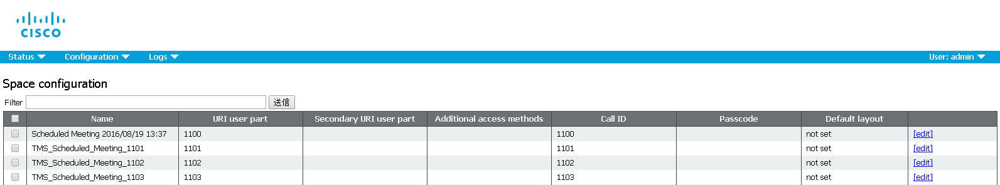 CISCO
Status Configuration Logs User: admin
Space configuration
Filter 送信
Name URI user part Secondary URI user part Additional access methods Call ID Passcode Default layout
Scheduled Meeting 2016/08/19 13:37 1100 1100 not set [edit]
TMS_Scheduled_Meeting_1101 1101 1101 not set [edit]
TMS_Scheduled_Meeting_1102 1102 1102 not set [edit]
TMS_Scheduled_Meeting_1103 1103 1103 not set [edit]